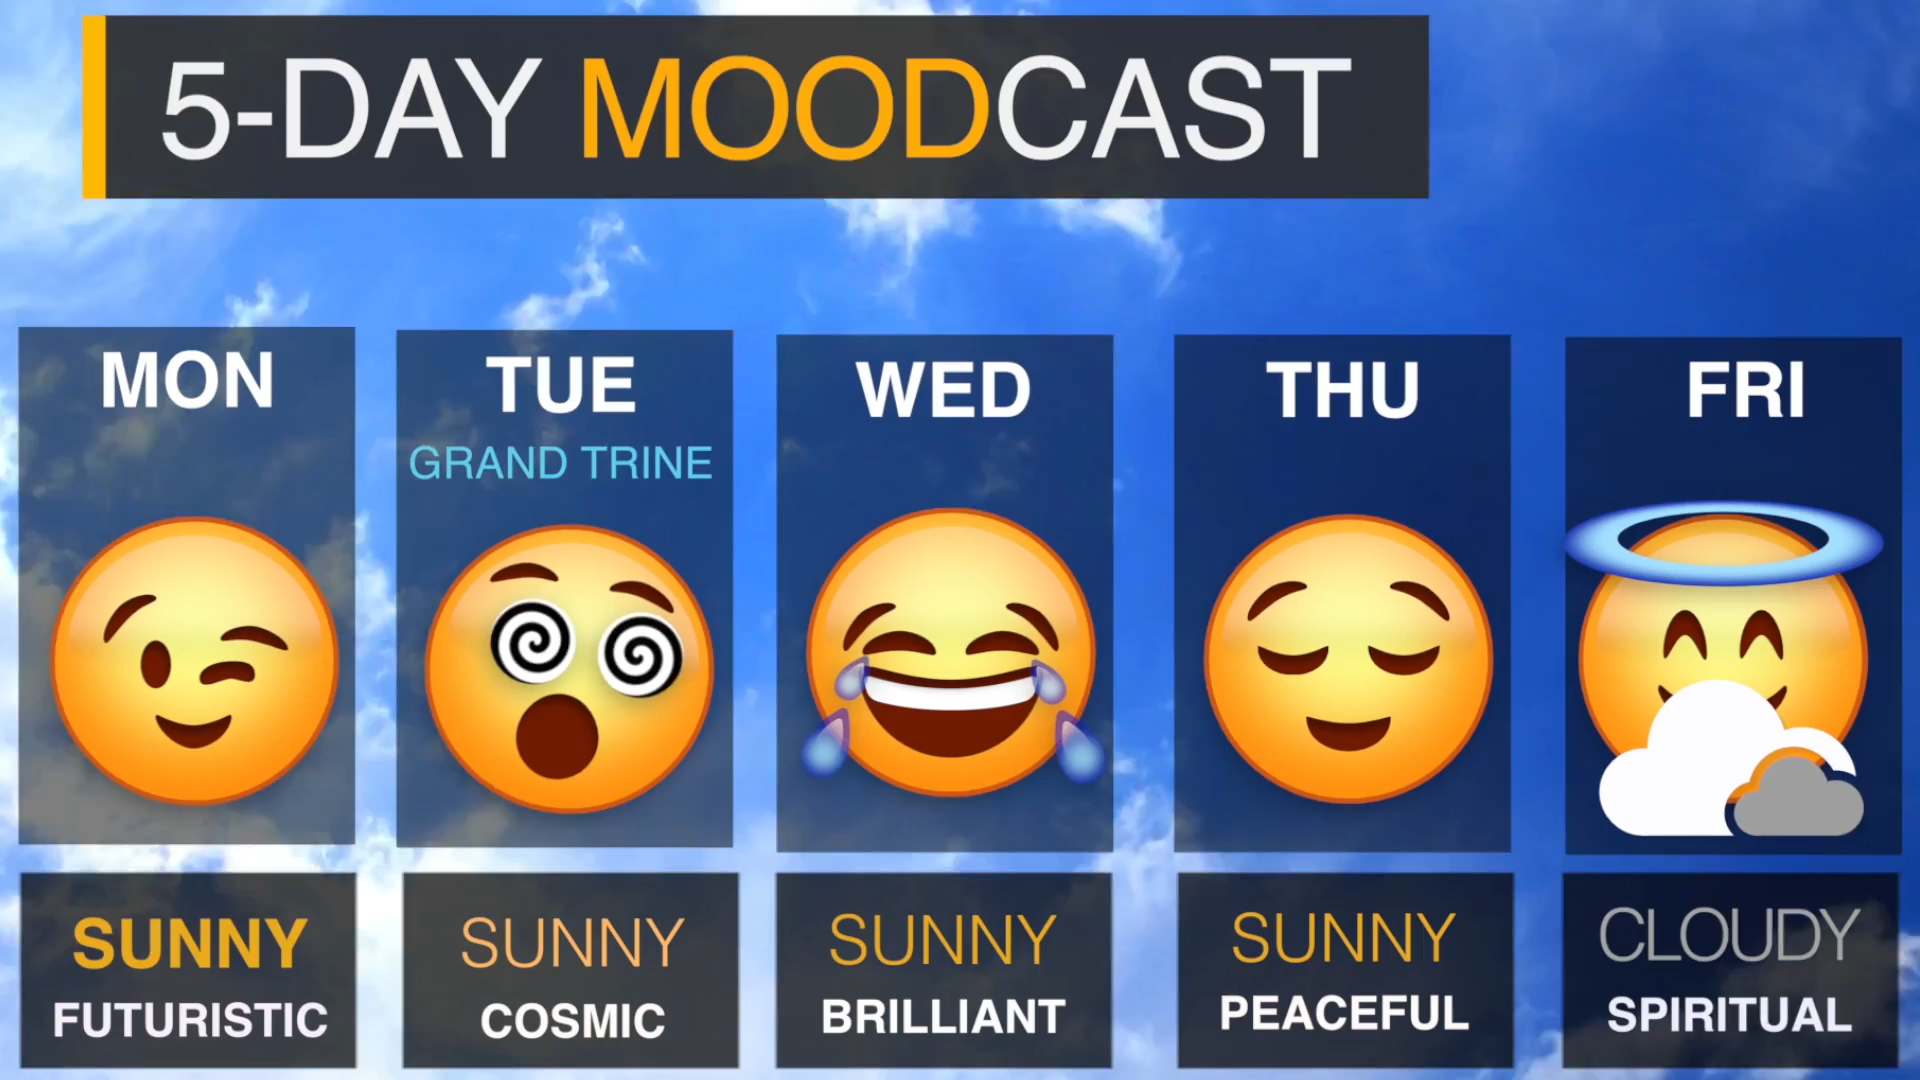 5-DAY MOODCAST
MON
TUE
GRAND TRINE
WED
THU
FRI
SUNNY
FUTURISTIC
SUNNY
COSMIC
SUNNY
BRILLIANT
SUNNY
PEACEFUL
CLOUDY
SPIRITUAL